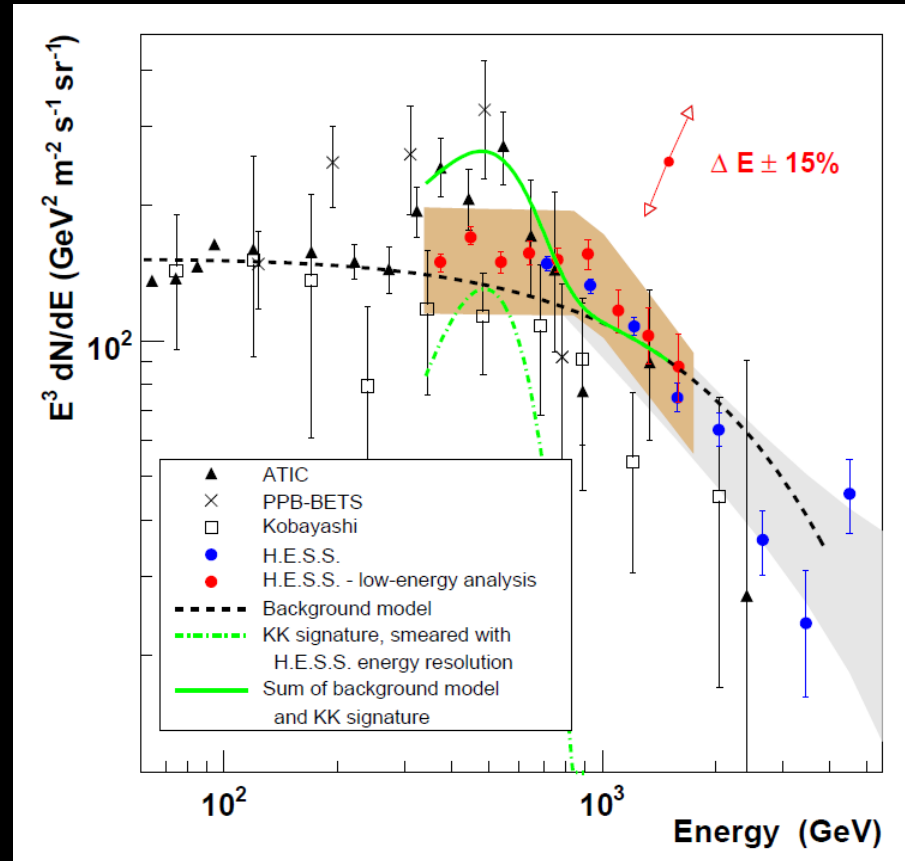 E³ dN/dE (GeV² m⁻² s⁻¹ sr⁻¹)
Δ E ± 15%
10²
ATIC
PPB-BETS
Kobayashi
H.E.S.S.
H.E.S.S. - low-energy analysis
Background model
KK signature, smeared with
H.E.S.S. energy resolution
Sum of background model
and KK signature
10² 10³
Energy (GeV)